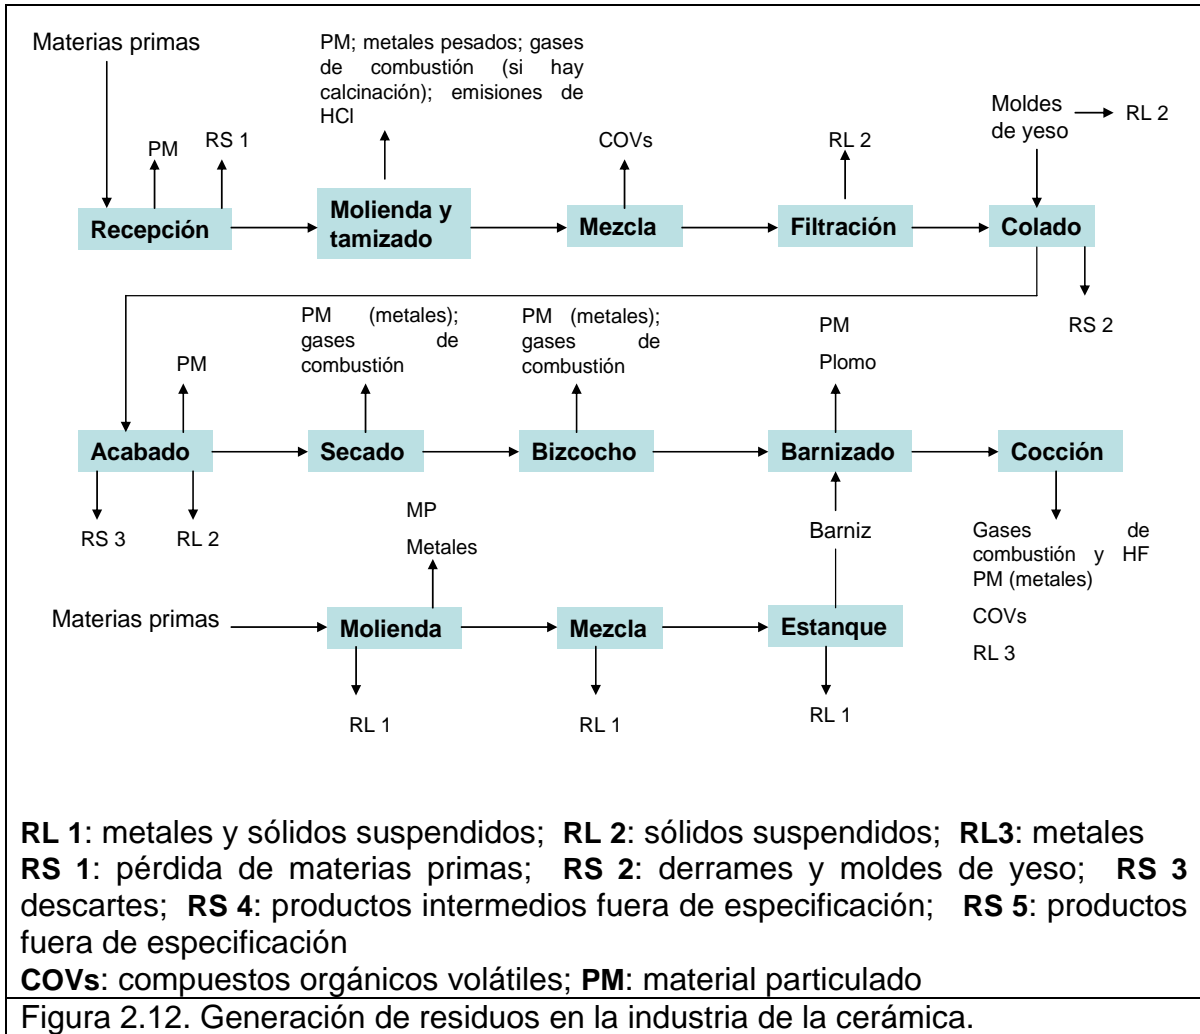 Materias primas
PM; metales pesados; gases
de combustión (si hay
calcinación); emisiones de
HCl
Moldes
de yeso
RL 2
PM
RS 1
COVs
RL 2
Recepción
Molienda y
tamizado
Mezcla
Filtración
Colado
RS 2
PM
PM (metales);
gases de
combustión
PM (metales);
gases de
combustión
PM
Plomo
Acabado
Secado
Bizcocho
Barnizado
Cocción
RS 3
RL 2
MP
Metales
Barniz
Gases de
combustión y HF
PM (metales)
COVs
RL 3
Materias primas
Molienda
Mezcla
Estanque
RL 1
RL 1
RL 1
RL 1: metales y sólidos suspendidos; RL 2: sólidos suspendidos; RL3: metales
RS 1: pérdida de materias primas; RS 2: derrames y moldes de yeso; RS 3
descartes; RS 4: productos intermedios fuera de especificación; RS 5: productos
fuera de especificación
COVs: compuestos orgánicos volátiles; PM: material particulado
Figura 2.12. Generación de residuos en la industria de la cerámica.